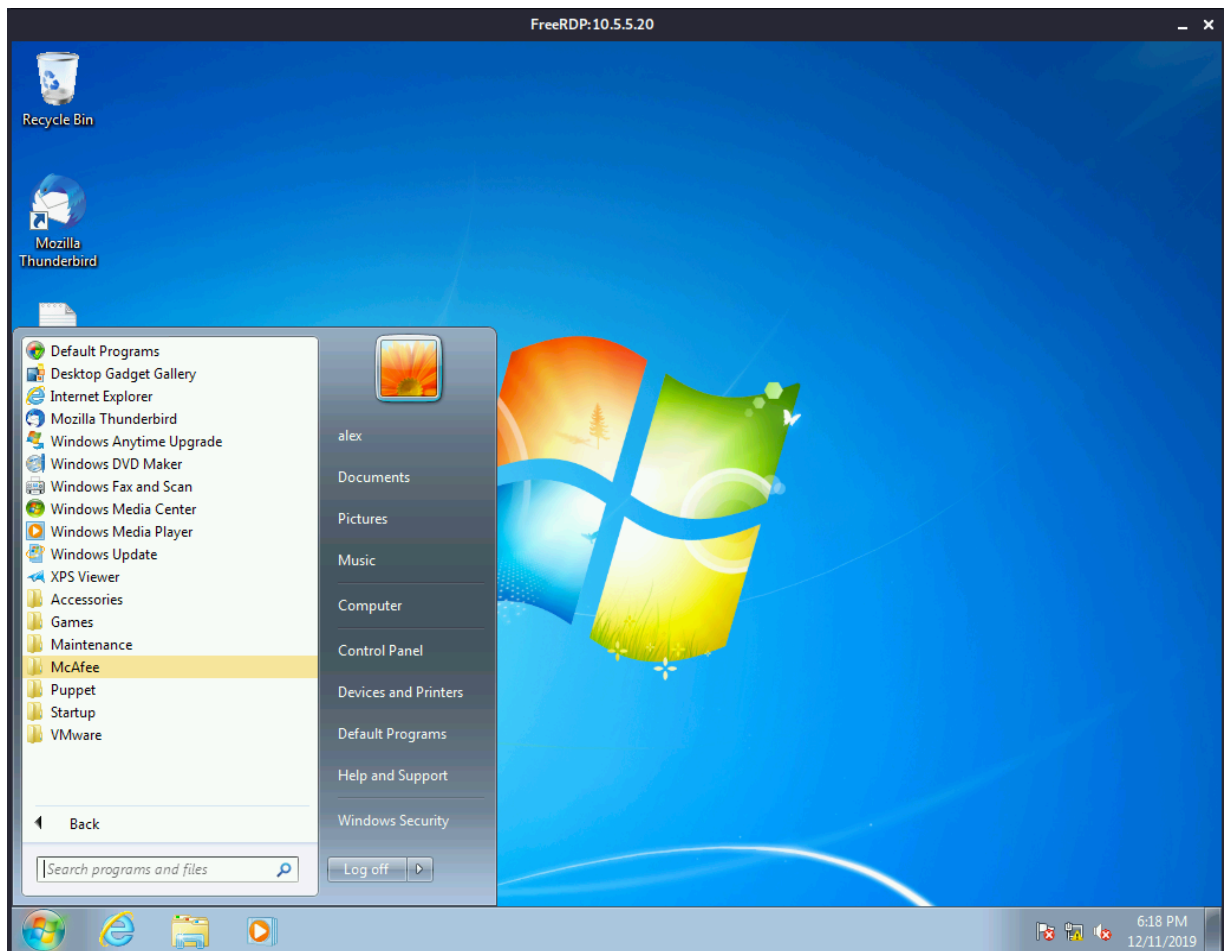 FreeRDP:10.5.5.20
Recycle Bin
Mozilla
Thunderbird
Default Programs
Desktop Gadget Gallery
Internet Explorer
Mozilla Thunderbird
Windows Anytime Upgrade
Windows DVD Maker
Windows Fax and Scan
Windows Media Center
Windows Media Player
Windows Update
XPS Viewer
Accessories
Games
Maintenance
McAfee
Puppet
Startup
VMware
Back
Search programs and files
alex
Documents
Pictures
Music
Computer
Control Panel
Devices and Printers
Default Programs
Help and Support
Windows Security
Log off
6:18 PM
12/11/2019